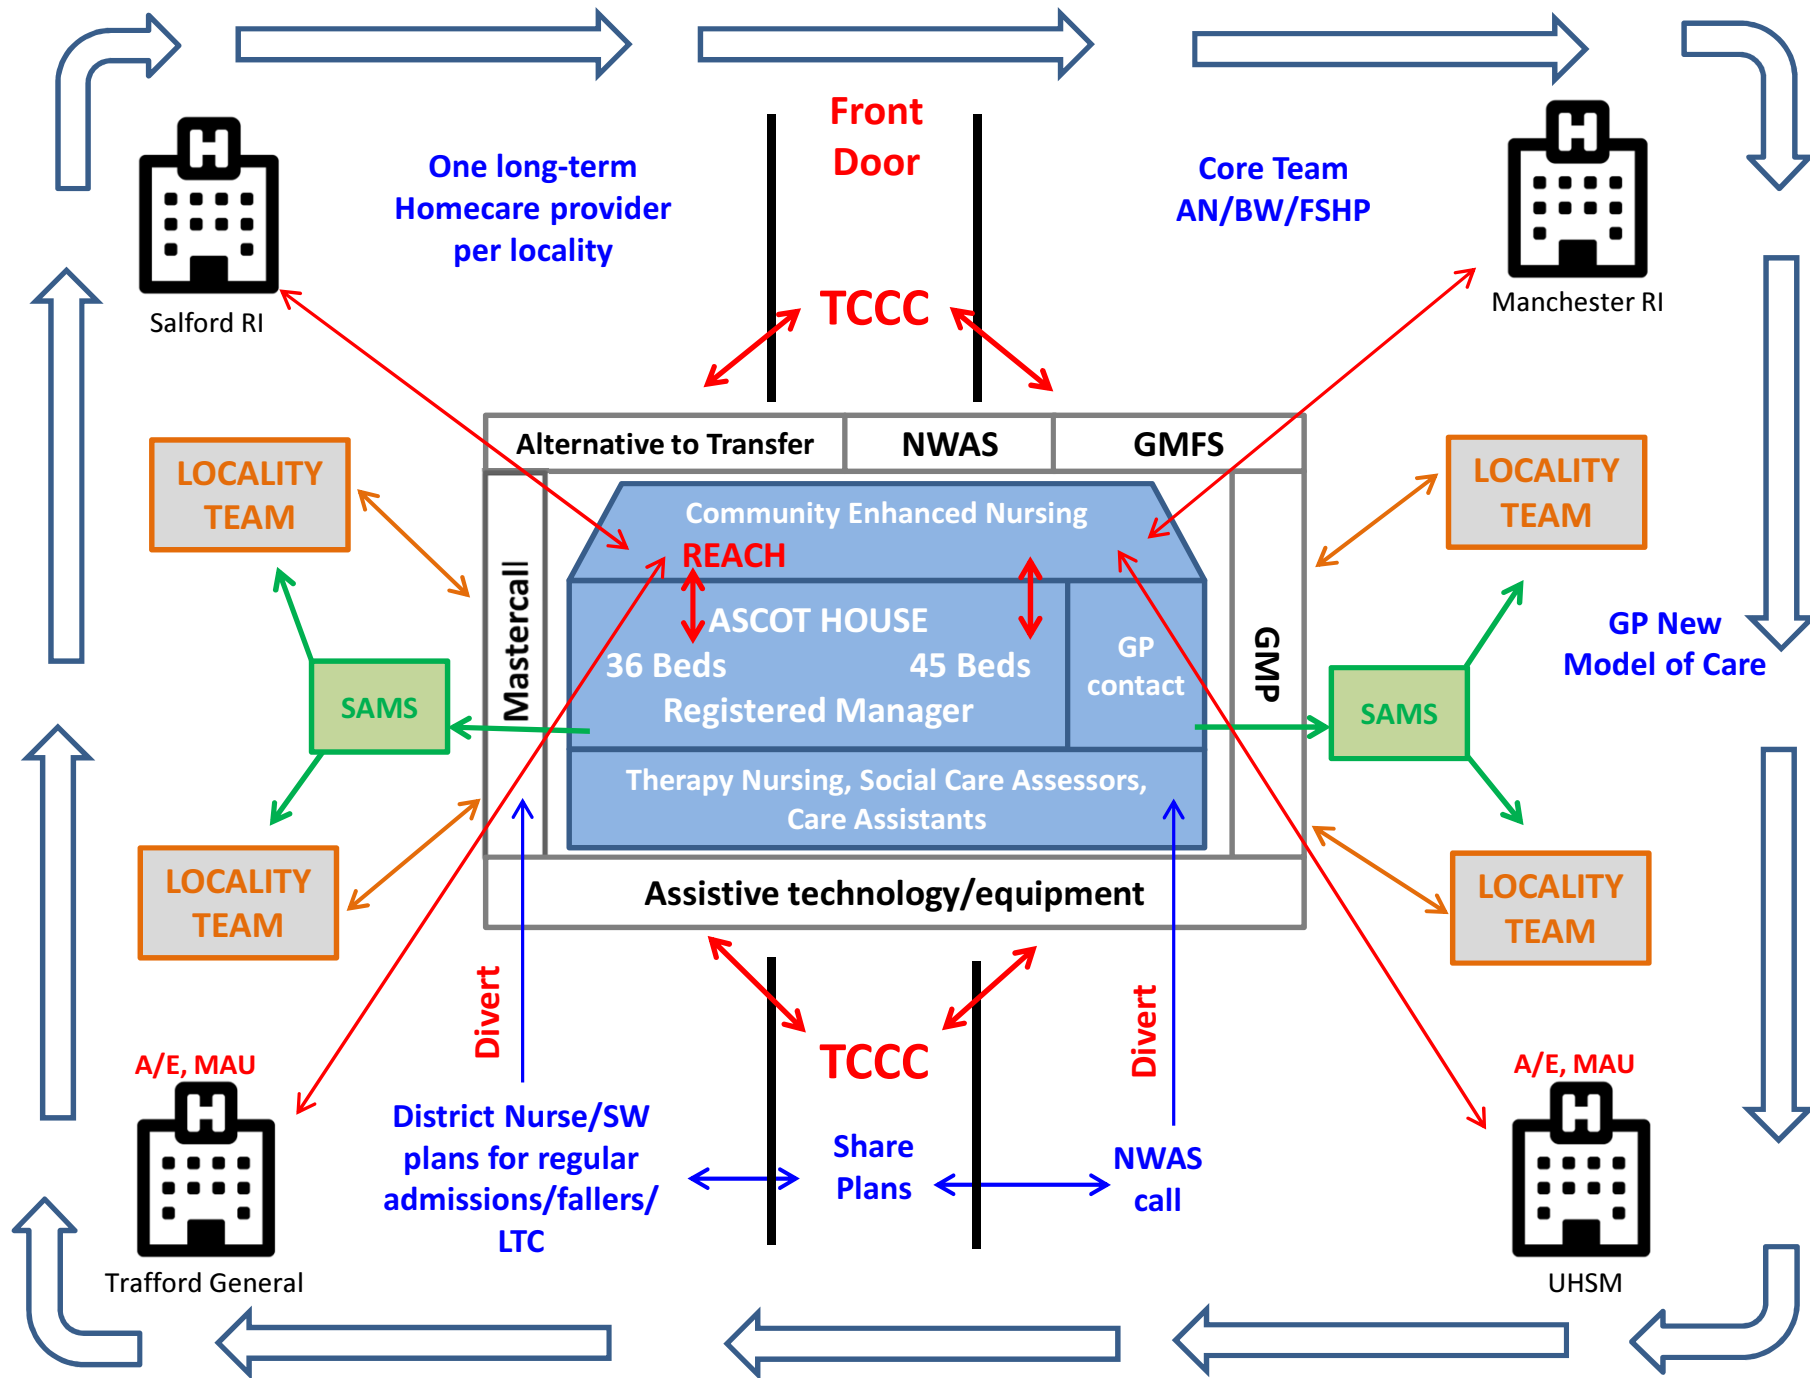 Front
Door
One long-term
Homecare provider
per locality
Core Team
AN/BW/FSHP
Salford RI
TCCC
Manchester RI
Alternative to Transfer
NWAS
GMFS
LOCALITY
TEAM
LOCALITY
TEAM
Community Enhanced Nursing
REACH
Mastercall
ASCOT HOUSE
36 Beds
45 Beds
Registered Manager
GP
contact
GMP
GP New
Model of Care
SAMS
SAMS
Therapy Nursing, Social Care Assessors,
Care Assistants
LOCALITY
TEAM
LOCALITY
TEAM
Assistive technology/equipment
Divert
Divert
TCCC
A/E, MAU
A/E, MAU
District Nurse/SW
plans for regular
admissions/fallers/
LTC
Share
Plans
NWAS
call
Trafford General
UHSM